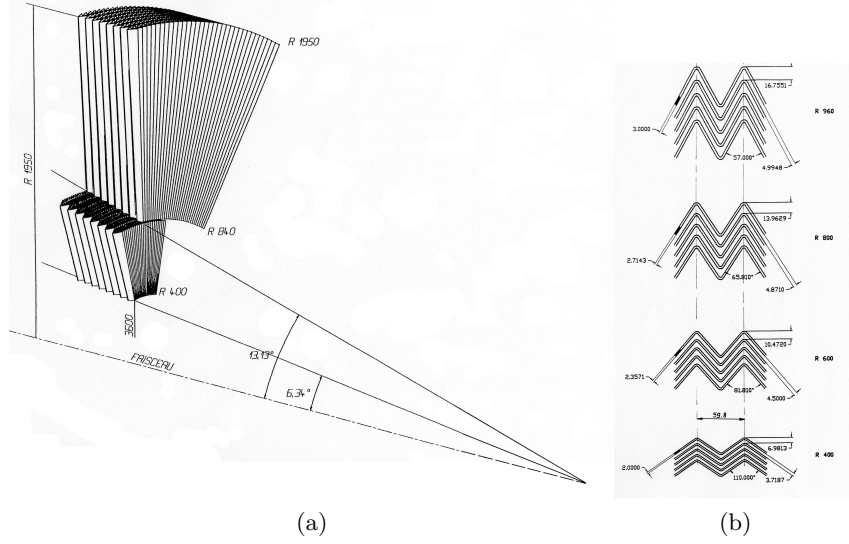 R 1950
R 1950
R 840
R 400
3600
FAISCEAU
13,13°
6,34°
(a)
16.7551
R 960
3.0000
57.000°
4.9948
13.9629
R 800
2.7143
65.810°
4.8710
10.4720
R 600
2.3571
81.810°
4.5000
59,8
6.9813
R 400
2.0000
110.000°
3.7187
(b)